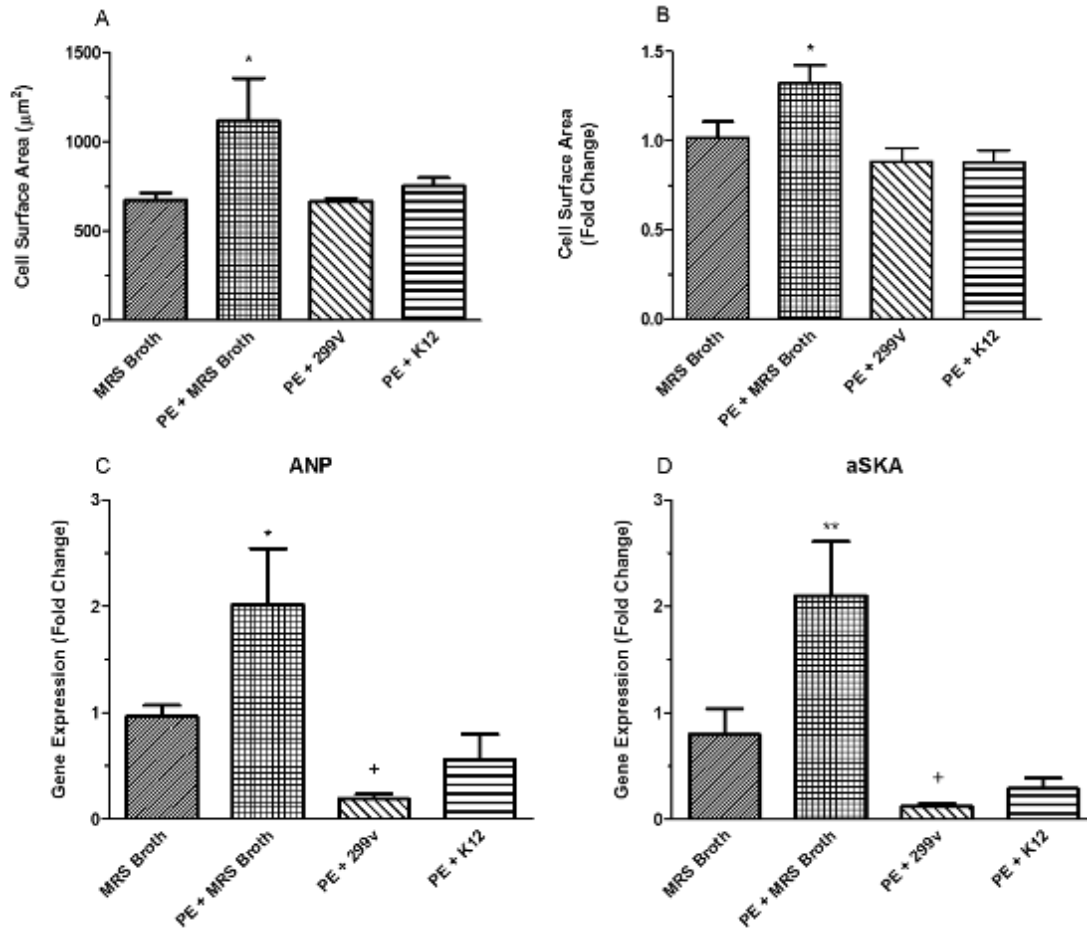 A
Cell Surface Area (μm²)
1500
1000
500
0
*
MRS Broth
PE + MRS Broth
PE + 299V
PE + K12
B
Cell Surface Area
(Fold Change)
1.5
1.0
0.5
0.0
*
MRS Broth
PE + MRS Broth
PE + 299V
PE + K12
C
ANP
Gene Expression (Fold Change)
3
2
1
0
*
+
MRS Broth
PE + MRS Broth
PE + 299v
PE + K12
D
aSKA
Gene Expression (Fold Change)
3
2
1
0
**
+
MRS Broth
PE + MRS Broth
PE + 299v
PE + K12